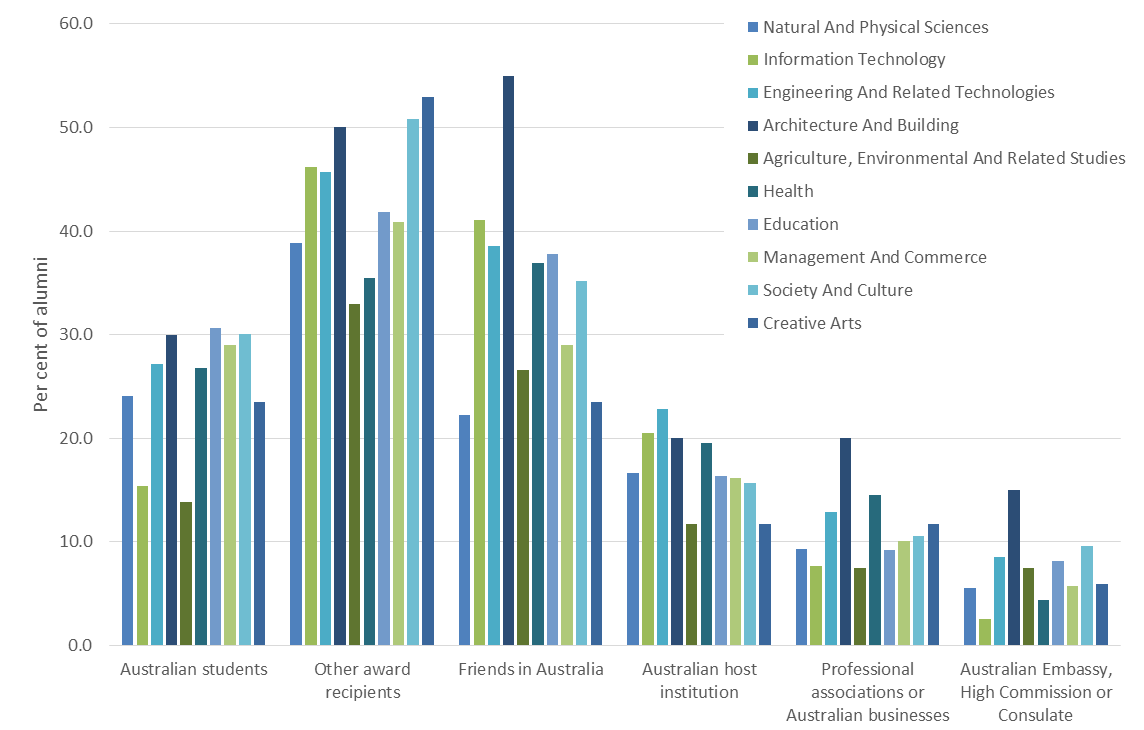 60.0
50.0
40.0
30.0
20.0
10.0
0.0
Per cent of alumni
Natural And Physical Sciences
Information Technology
Engineering And Related Technologies
Architecture And Building
Agriculture, Environmental And Related Studies
Health
Education
Management And Commerce
Society And Culture
Creative Arts
Australian students
Other award
recipients
Friends in Australia
Australian host
institution
Professional
associations or
Australian businesses
Australian Embassy,
High Commission or
Consulate